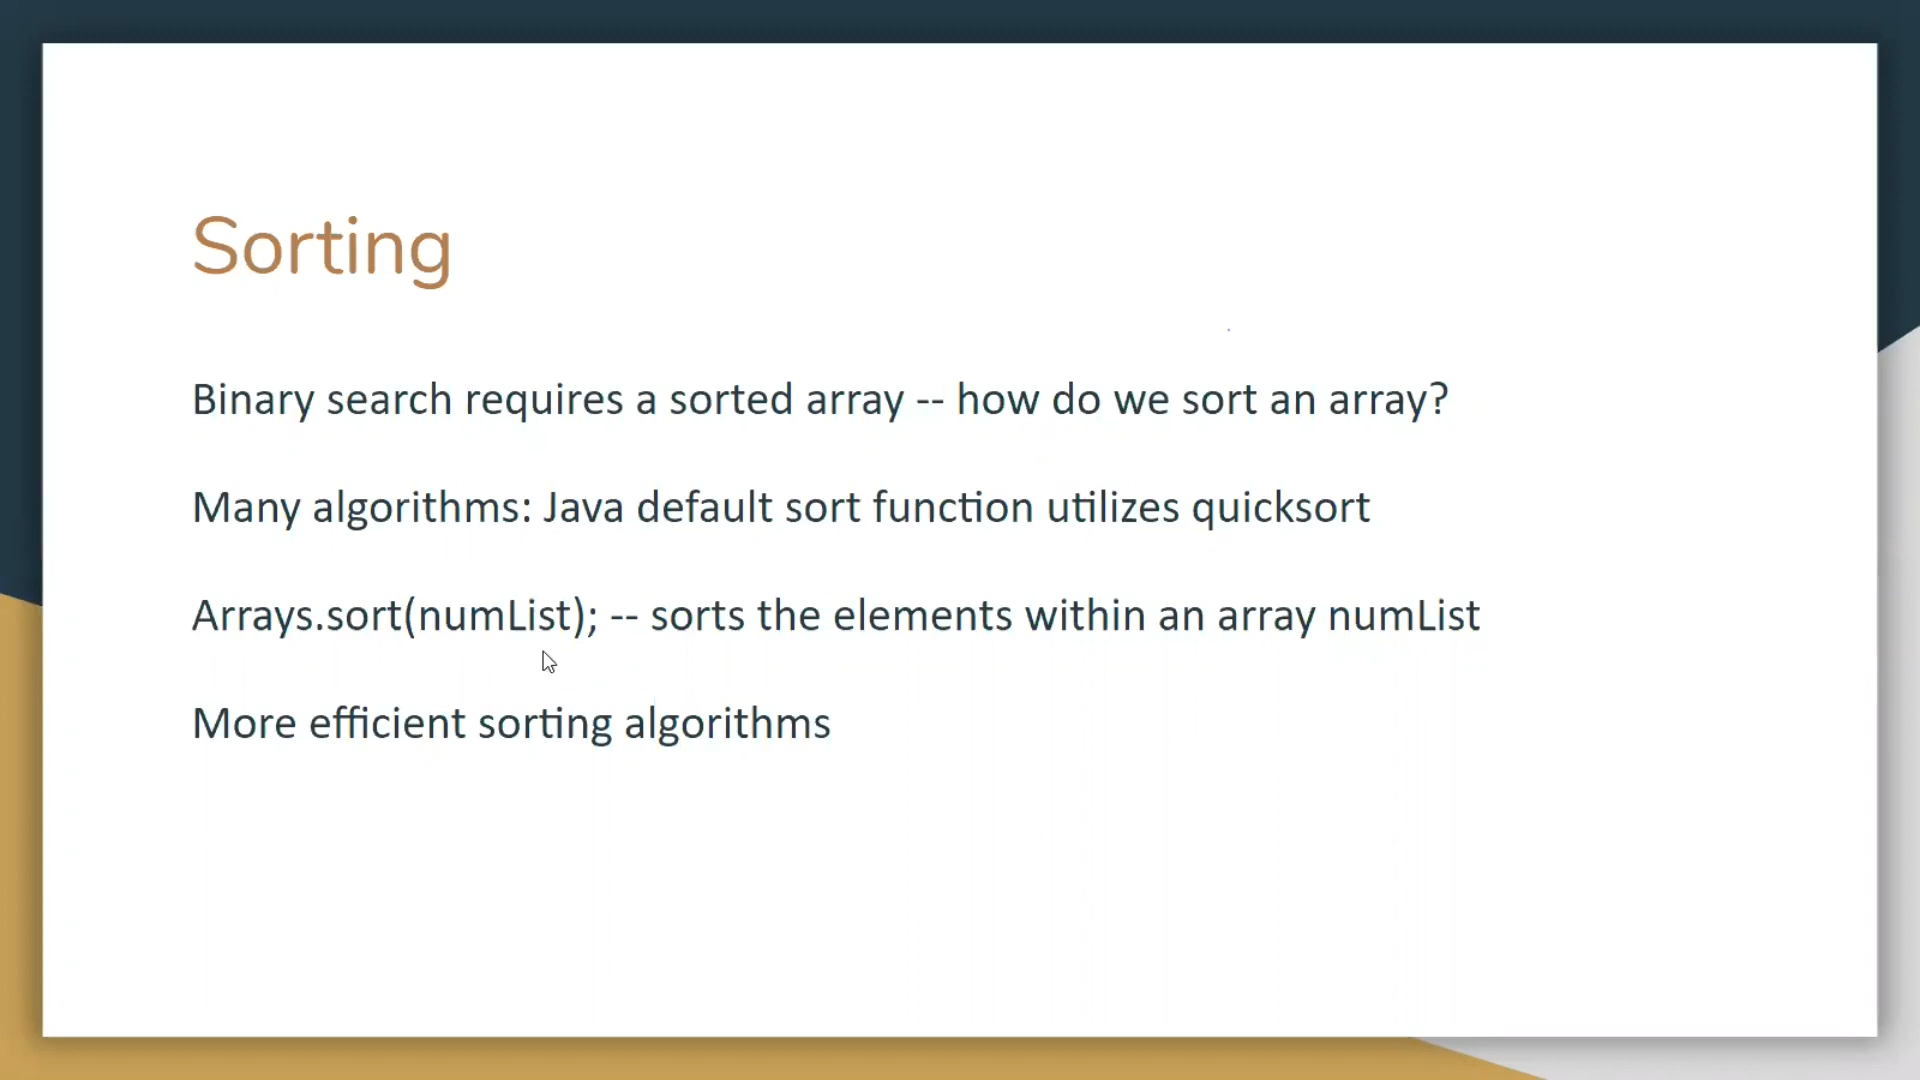 Sorting
Binary search requires a sorted array -- how do we sort an array?
Many algorithms: Java default sort function utilizes quicksort
Arrays.sort(numList); -- sorts the elements within an array numList
More efficient sorting algorithms